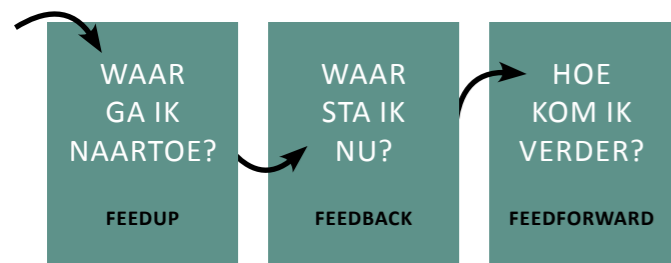 WAAR
GA IK
NAARTOE?
FEEDUP
WAAR
STA IK
NU?
FEEDBACK
HOE
KOM IK
VERDER?
FEEDFORWARD